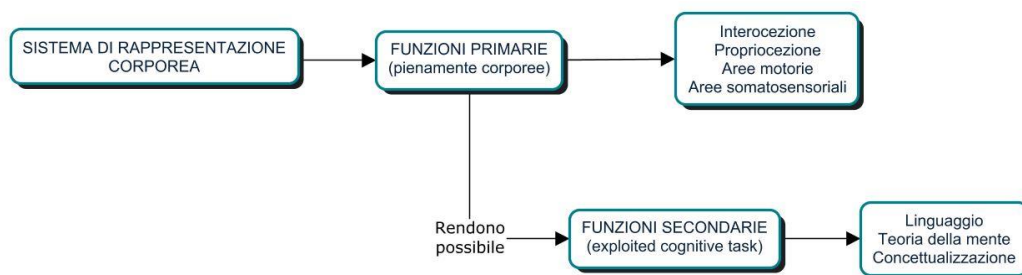 SISTEMA DI RAPPRESENTAZIONE
CORPOREA
FUNZIONI PRIMARIE
(pienamente corporee)
Interocezione
Propriocezione
Aree motorie
Aree somatosensoriali
Rendono
possibile
FUNZIONI SECONDARIE
(exploited cognitive task)
Linguaggio
Teoria della mente
Concettualizzazione